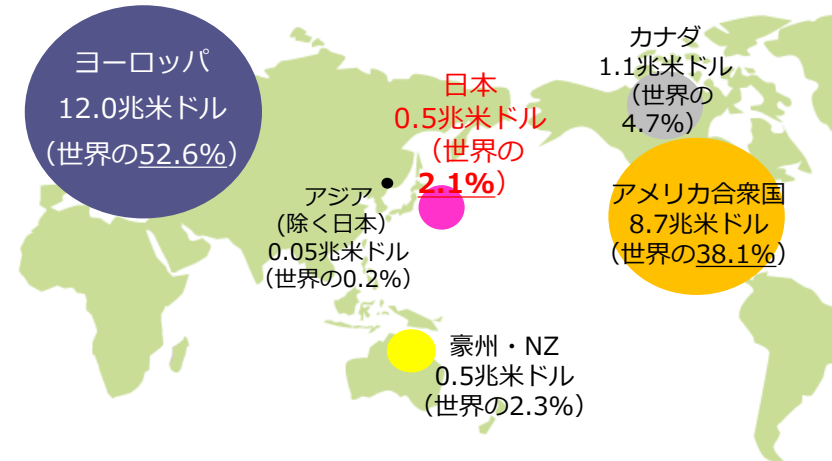 ヨーロッパ
12.0兆米ドル
（世界の52.6%）
日本
0.5兆米ドル
（世界の
2.1%）
アジア
(除く日本）
0.05兆米ドル
（世界の0.2%）
カナダ
1.1兆米ドル
（世界の
4.7%）
アメリカ合衆国
8.7兆米ドル
（世界の38.1%）
豪州・NZ
0.5兆米ドル
（世界の2.3%）